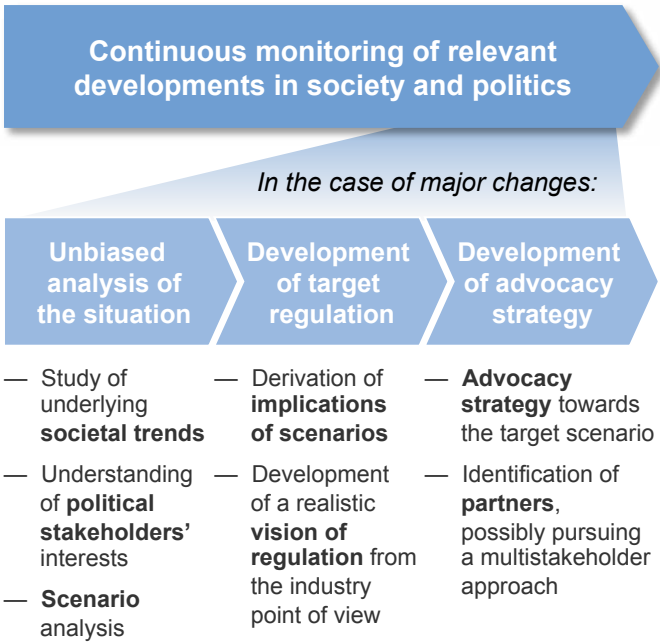 Continuous monitoring of relevant
developments in society and politics
In the case of major changes:
Unbiased
analysis of
the situation
Development
of target
regulation
Development
of advocacy
strategy
— Study of
underlying
societal trends
— Understanding
of political
stakeholders’
interests
— Scenario
analysis
— Derivation of
implications
of scenarios
— Development
of a realistic
vision of
regulation from
the industry
point of view
— Advocacy
strategy towards
the target scenario
— Identification of
partners,
possibly pursuing
a multistakeholder
approach